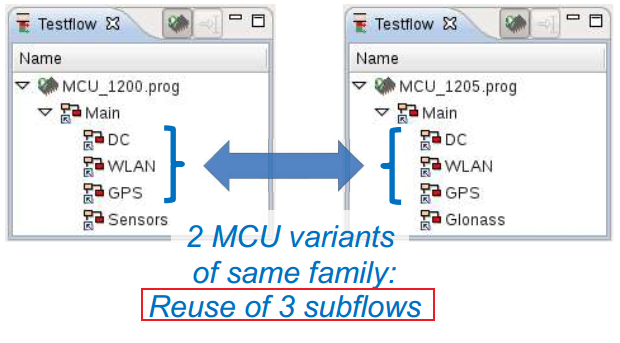 Testflow
Name
MCU_1200.prog
Main
DC
WLAN
GPS
Sensors
Testflow
Name
MCU_1205.prog
Main
DC
WLAN
GPS
Glonass
2 MCU variants
of same family:
Reuse of 3 subflows